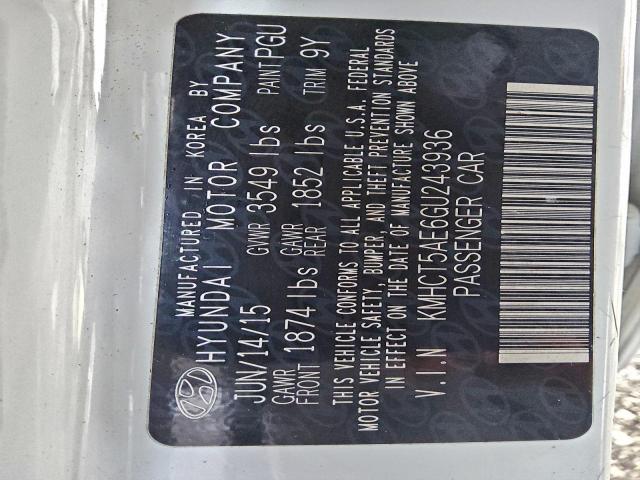 MANUFACTURED IN KOREA BY
HYUNDAI MOTOR COMPANY
JUN/14/15 GVWR 3549 lbs PAINT PGU
GAWR FRONT 1874 lbs GAWR REAR 1852 lbs TRIM 9Y
THIS VEHICLE CONFORMS TO ALL APPLICABLE U.S.A. FEDERAL
MOTOR VEHICLE SAFETY, BUMPER, AND THEFT PREVENTION STANDARDS
IN EFFECT ON THE DATE OF MANUFACTURE SHOWN ABOVE
V.I.N KMHCT5AE6GU243936
PASSENGER CAR